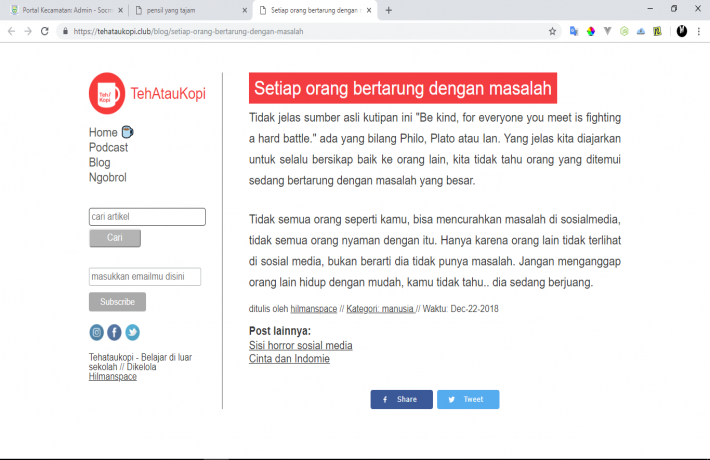 Portal Kecamatan: Admin - Socr
pensil yang tajam
Setiap orang bertarung dengan
https://tehataukopi.club/blog/setiap-orang-bertarung-dengan-masalah
Teh/
Kopi
TehAtauKopi
Home
Podcast
Blog
Ngobrol
cari artikel
Cari
masukkan emailmu disini
Subscribe
Tehataukopi - Belajar di luar
sekolah // Dikelola
Hilmanspace
Setiap orang bertarung dengan masalah
Tidak jelas sumber asli kutipan ini "Be kind, for everyone you meet is fighting
a hard battle." ada yang bilang Philo, Plato atau Ian. Yang jelas kita diajarkan
untuk selalu bersikap baik ke orang lain, kita tidak tahu orang yang ditemui
sedang bertarung dengan masalah yang besar.
Tidak semua orang seperti kamu, bisa mencurahkan masalah di sosialmedia,
tidak semua orang nyaman dengan itu. Hanya karena orang lain tidak terlihat
di sosial media, bukan berarti dia tidak punya masalah. Jangan menganggap
orang lain hidup dengan mudah, kamu tidak tahu.. dia sedang berjuang.
ditulis oleh hilmanspace // Kategori: manusia // Waktu: Dec-22-2018
Post lainnya:
Sisi horror sosial media
Cinta dan Indomie
Share
Tweet